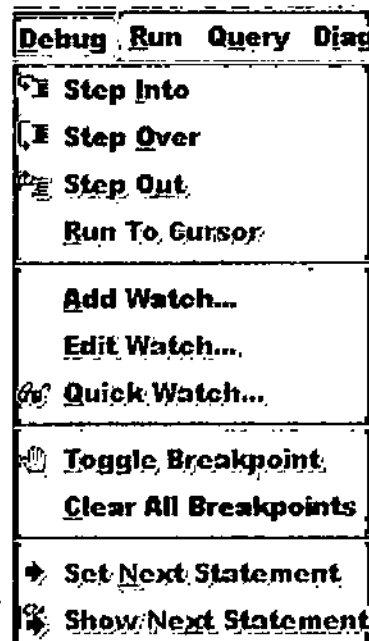 Debug Run Query Diag
Step Into
Step Over
Step Out
Run To Cursor
Add Watch...
Edit Watch...
Quick Watch...
Toggle Breakpoint
Clear All Breakpoints
Set Next Statement
Show Next Statement